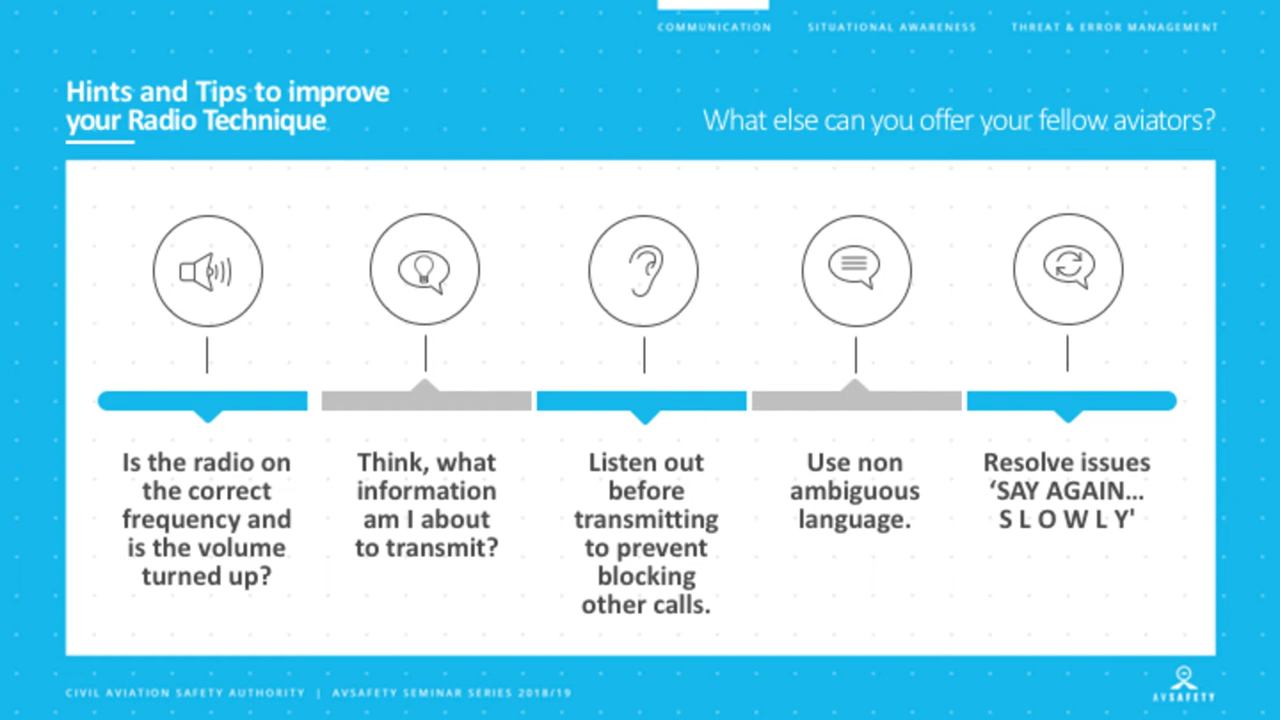 COMMUNICATION SITUATIONAL AWARENESS THREAT & ERROR MANAGEMENT
Hints and Tips to improve
your Radio Technique
What else can you offer your fellow aviators?
Is the radio on
the correct
frequency and
is the volume
turned up?
Think, what
information
am I about
to transmit?
Listen out
before
transmitting
to prevent
blocking
other calls.
Use non
ambiguous
language.
Resolve issues
‘SAY AGAIN...
S L O W L Y'
CIVIL AVIATION SAFETY AUTHORITY | AVSAFETY SEMINAR SERIES 2018/19
AVSAFETY